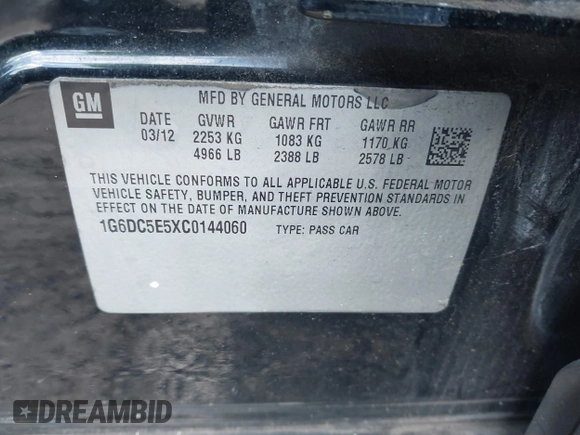 GM
MFD BY GENERAL MOTORS LLC
DATE GVWR GAWR FRT GAWR RR
03/12 2253 KG 1083 KG 1170 KG
4966 LB 2388 LB 2578 LB
THIS VEHICLE CONFORMS TO ALL APPLICABLE U.S. FEDERAL MOTOR
VEHICLE SAFETY, BUMPER, AND THEFT PREVENTION STANDARDS IN
EFFECT ON THE DATE OF MANUFACTURE SHOWN ABOVE.
1G6DC5E5XC0144060 TYPE: PASS CAR
DREAMBID